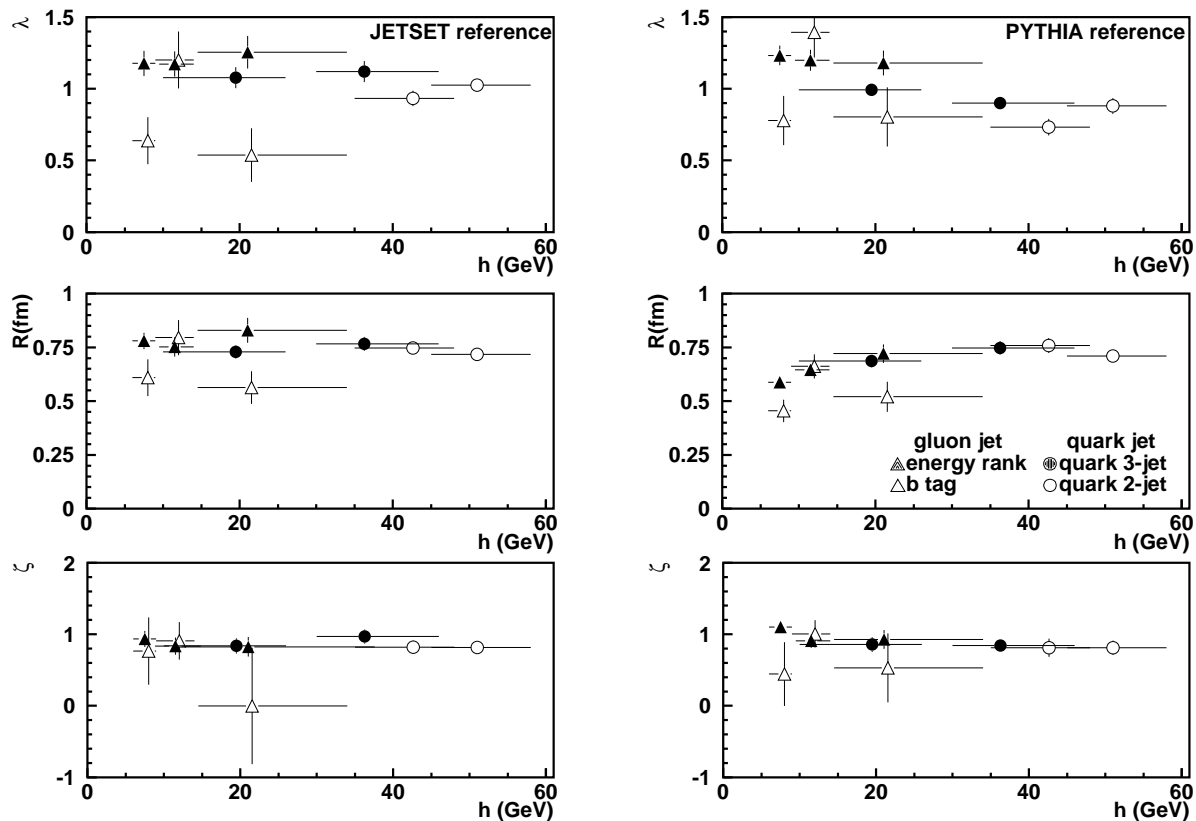 λ
1.5
1
0.5
0
JETSET reference
0
20
40
60
h (GeV)
λ
1.5
1
0.5
0
PYTHIA reference
0
20
40
60
h (GeV)
R(fm)
1
0.75
0.5
0.25
0
0
20
40
60
h (GeV)
R(fm)
1
0.75
0.5
0.25
0
gluon jet quark jet
energy rank quark 3-jet
b tag quark 2-jet
0
20
40
60
h (GeV)
ζ
2
1
0
-1
0
20
40
60
h (GeV)
ζ
2
1
0
-1
0
20
40
60
h (GeV)